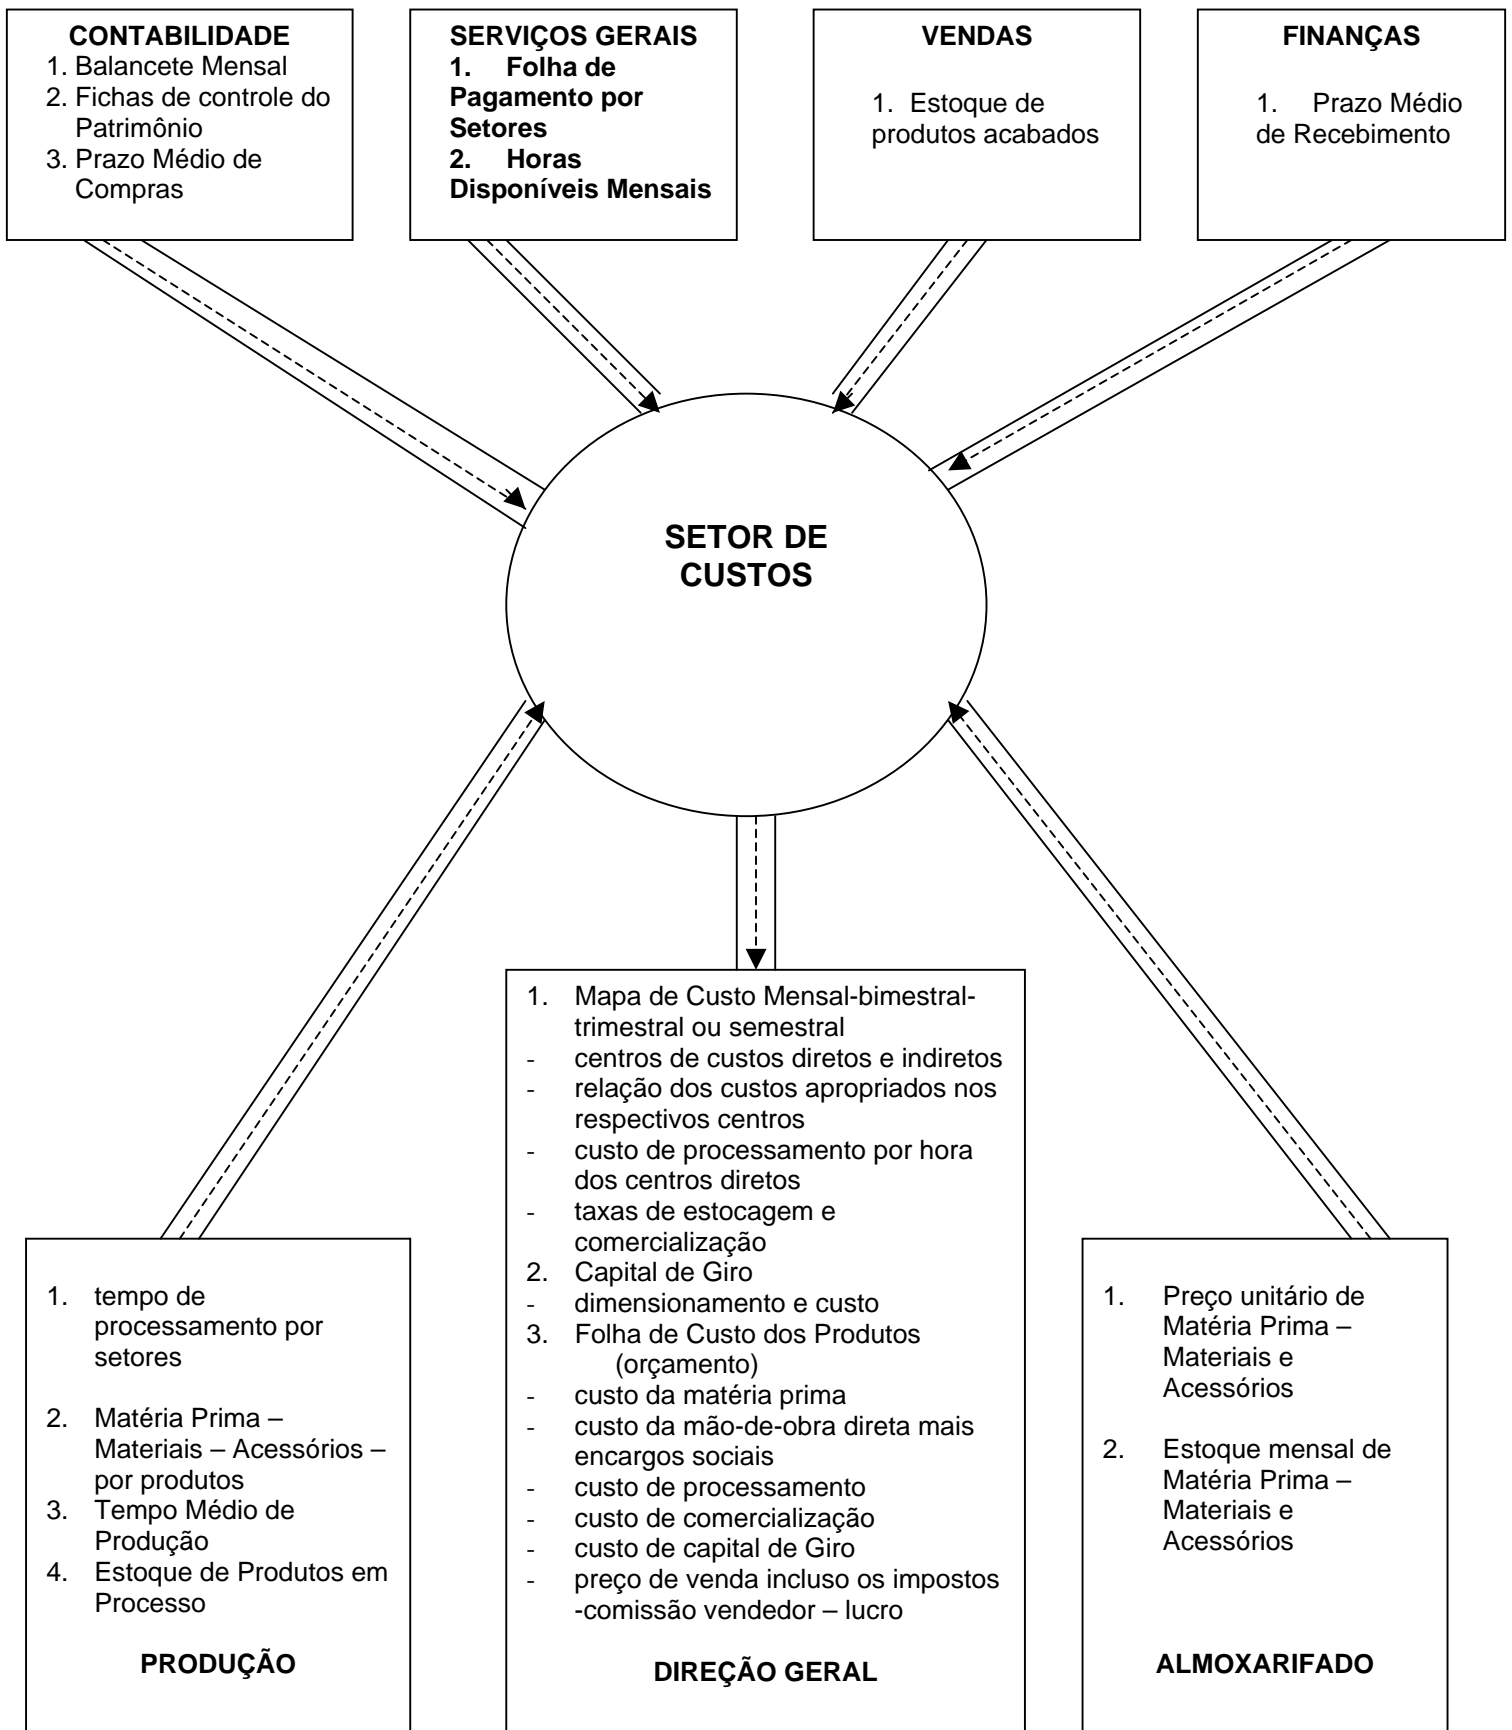 CONTABILIDADE
1. Balancete Mensal
2. Fichas de controle do
Patrimônio
3. Prazo Médio de
Compras
SERVIÇOS GERAIS
1. Folha de
Pagamento por
Setores
2. Horas
Disponíveis Mensais
VENDAS
1. Estoque de
produtos acabados
FINANÇAS
1. Prazo Médio
de Recebimento
SETOR DE
CUSTOS
1. tempo de
processamento por
setores
2. Matéria Prima –
Materiais – Acessórios –
por produtos
3. Tempo Médio de
Produção
4. Estoque de Produtos em
Processo
PRODUÇÃO
1. Mapa de Custo Mensal-bimestral-
trimestral ou semestral
- centros de custos diretos e indiretos
- relação dos custos apropriados nos
respectivos centros
- custo de processamento por hora
dos centros diretos
- taxas de estocagem e
comercialização
2. Capital de Giro
- dimensionamento e custo
3. Folha de Custo dos Produtos
(orçamento)
- custo da matéria prima
- custo da mão-de-obra direta mais
encargos sociais
- custo de processamento
- custo de comercialização
- custo de capital de Giro
- preço de venda incluso os impostos
-comissão vendedor – lucro
DIREÇÃO GERAL
1. Preço unitário de
Matéria Prima –
Materiais e
Acessórios
2. Estoque mensal de
Matéria Prima –
Materiais e
Acessórios
ALMOXARIFADO